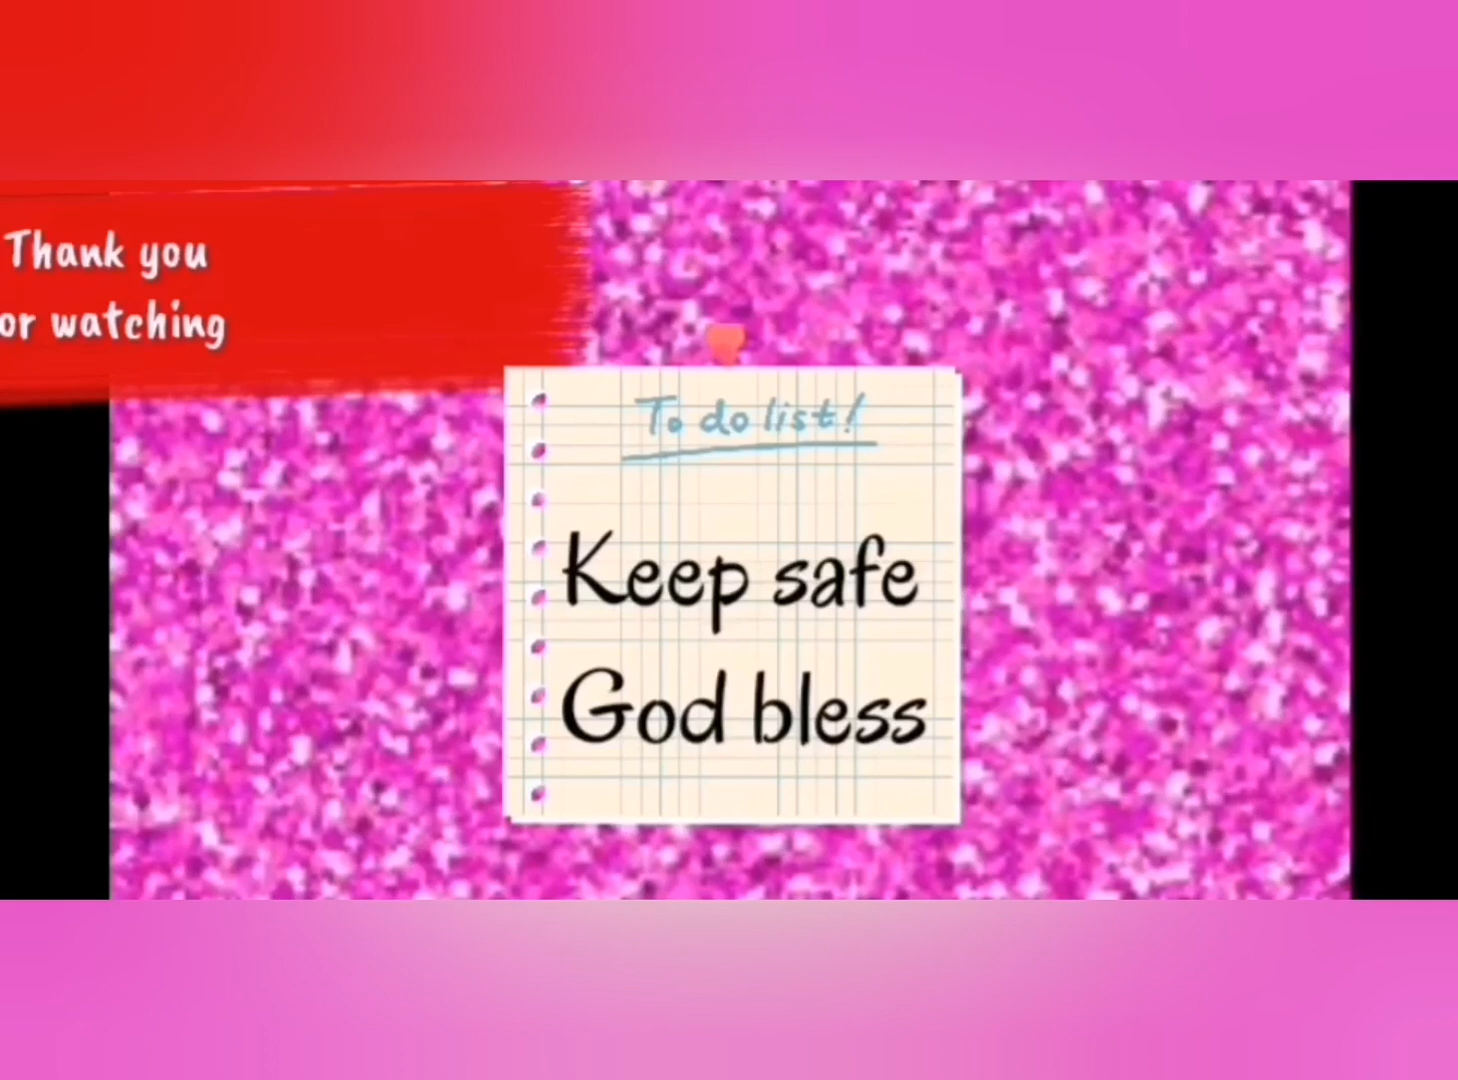 Thank you
or watching
To do list!
Keep safe
God bless